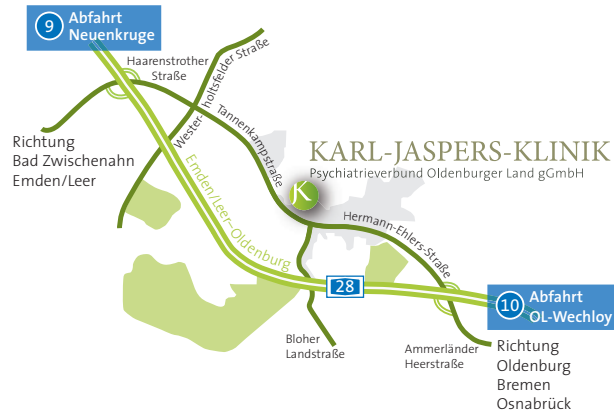 9
Abfahrt
Neuenkruge
Haarenstrother
Straße
Wester-
holtsfelder Straße
Tannenkampstraße
Richtung
Bad Zwischenahn
Emden/Leer
KARL-JASPERS-KLINIK
Psychiatrieverbund Oldenburger Land gGmbH
K
Hermann-Ehlers-Straße
Emden/Leer–Oldenburg
28
10
Abfahrt
OL-Wechloy
Bloher
Landstraße
Ammerländer
Heerstraße
Richtung
Oldenburg
Bremen
Osnabrück